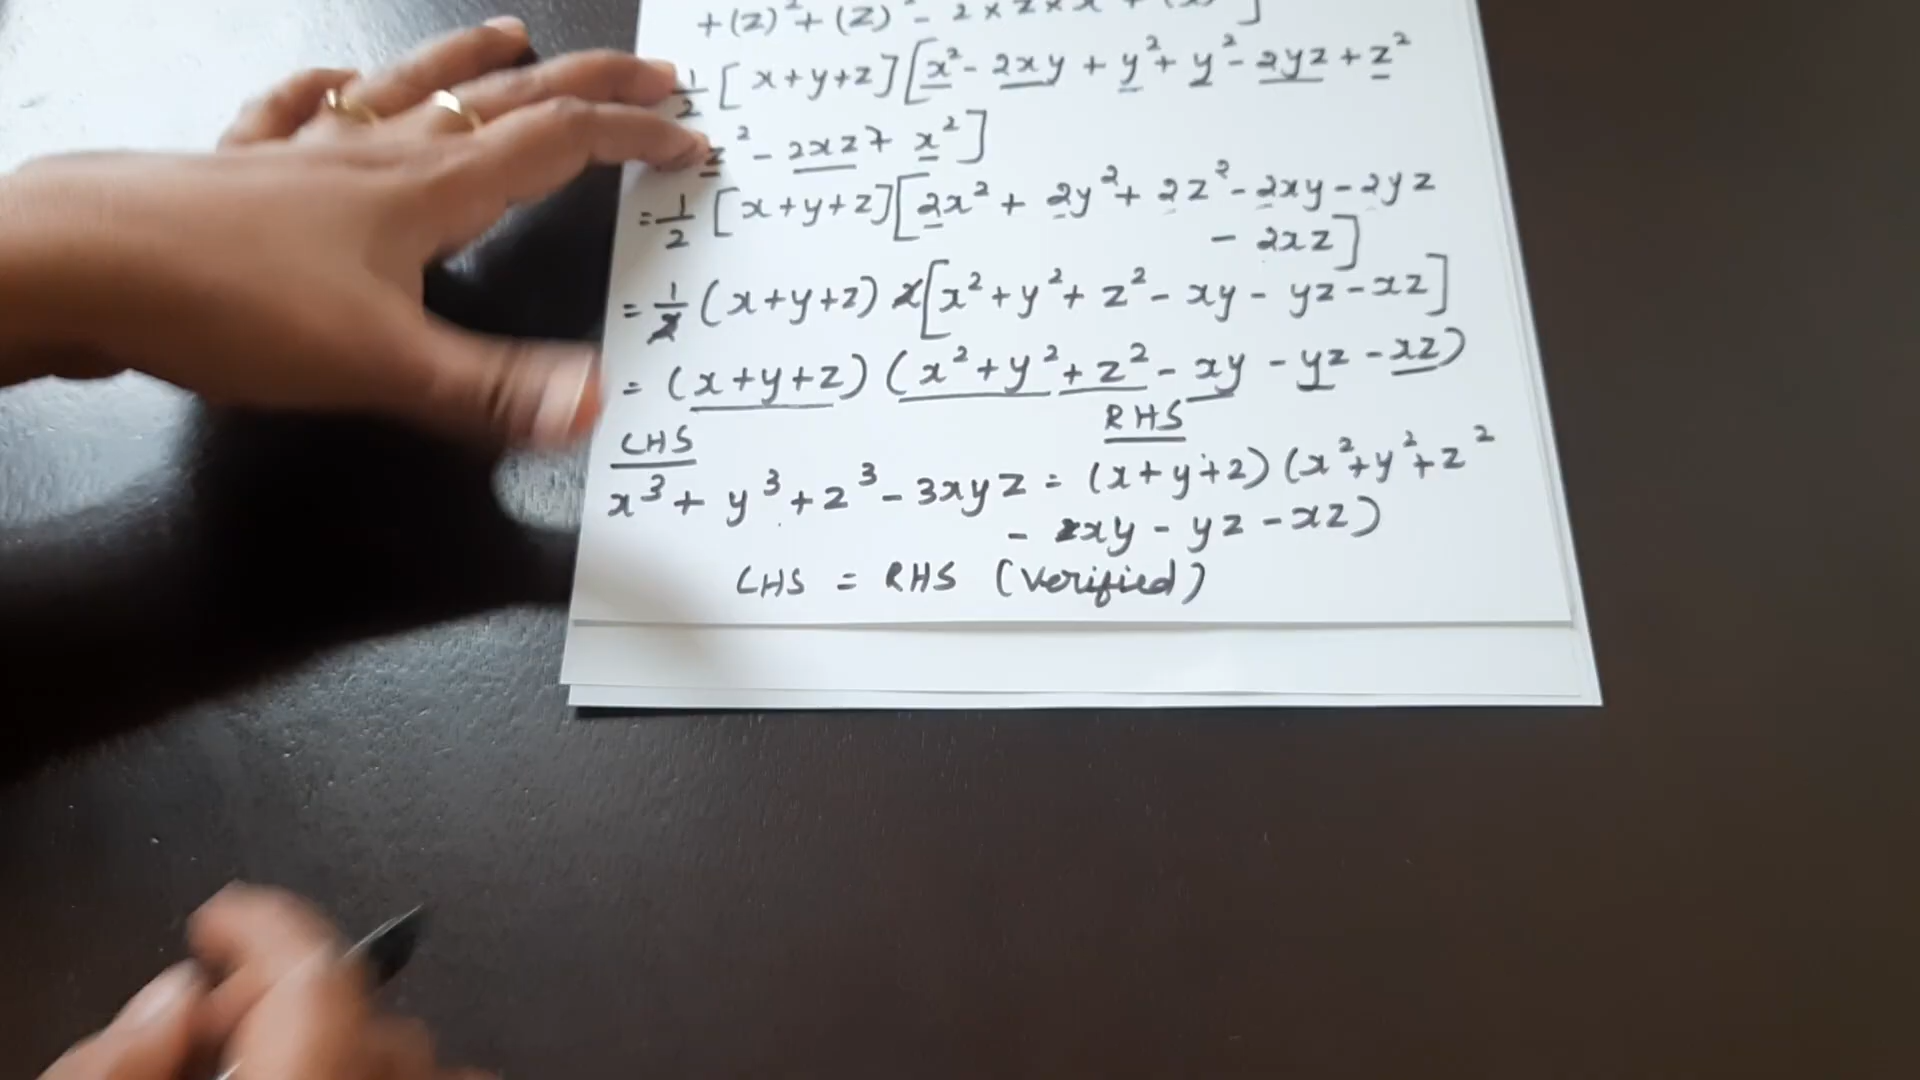 +(z)²+(z)²- 2×z×x
1/2 [x+y+z][x²- 2xy + y²+ y²- 2yz + z²
z² - 2xz + x²]
=1/2 [x+y+z][2x² + 2y²+ 2z²-2xy-2yz
- 2xz]
= 1/2 (x+y+z) 2[x²+y²+ z²- xy- yz-xz]
= (x+y+z) (x²+y²+z²- xy - yz -xz)
LHS RHS
x³+ y³+z³-3xyz = (x+y+z) (x²+y²+z²
- xy - yz -xz)
LHS = RHS (Verified)